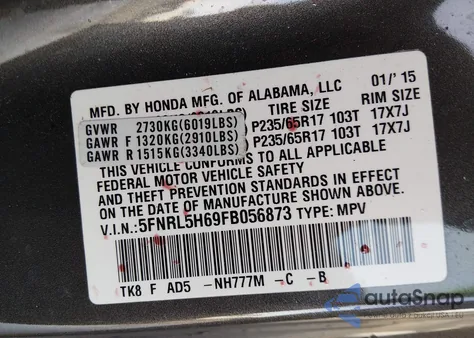 MFD. BY HONDA MFG. OF ALABAMA, LLC 01/'15
TIRE SIZE RIM SIZE
GVWR 2730KG(6019LBS)
GAWR F 1320KG(2910LBS) P235/65R17 103T 17X7J
GAWR R 1515KG(3340LBS) P235/65R17 103T 17X7J
THIS VEHICLE CONFORMS TO ALL APPLICABLE
FEDERAL MOTOR VEHICLE SAFETY
AND THEFT PREVENTION STANDARDS IN EFFECT
ON THE DATE OF MANUFACTURE SHOWN ABOVE.
V.I.N.:5FNRL5H69FB056873 TYPE: MPV
TK8 F AD5 -NH777M -C -B
autoSnap